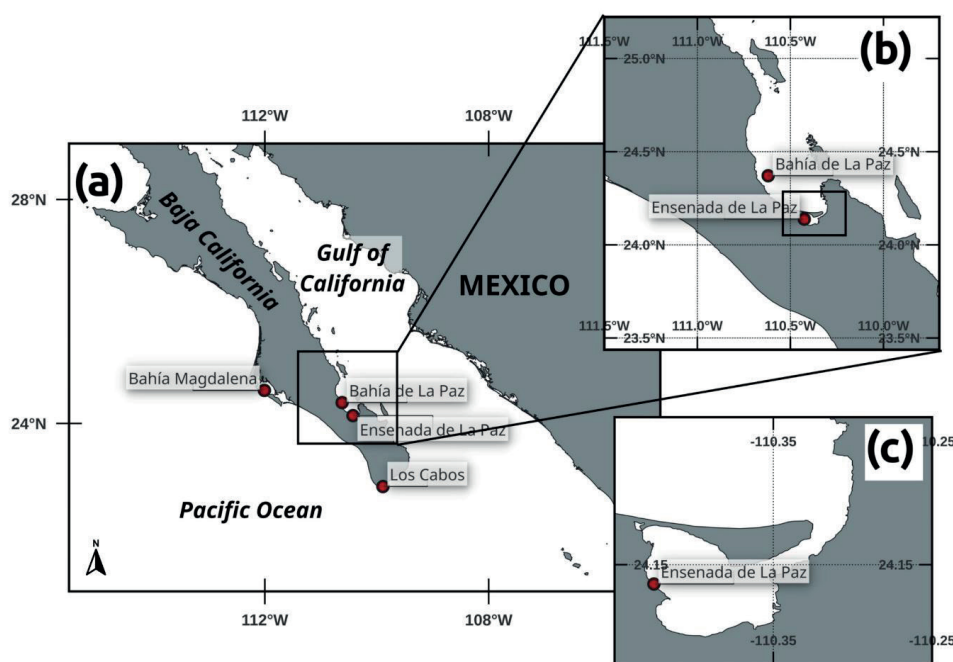 112°W
108°W
(a)
28°N
24°N
Baja California
Gulf of
California
MEXICO
Bahía Magdalena
Bahía de La Paz
Ensenada de La Paz
Los Cabos
Pacific Ocean
N
112°W
108°W
111.5°W
111.0°W
110.5°W
(b)
25.0°N
24.5°N
24.5°N
Bahía de La Paz
Ensenada de La Paz
24.0°N
24.0°N
111.5°W
111.0°W
110.5°W
110.0°W
23.5°N
23.5°N
-110.35
-110.25
(c)
24.15
24.15
Ensenada de La Paz
-110.35
-110.25